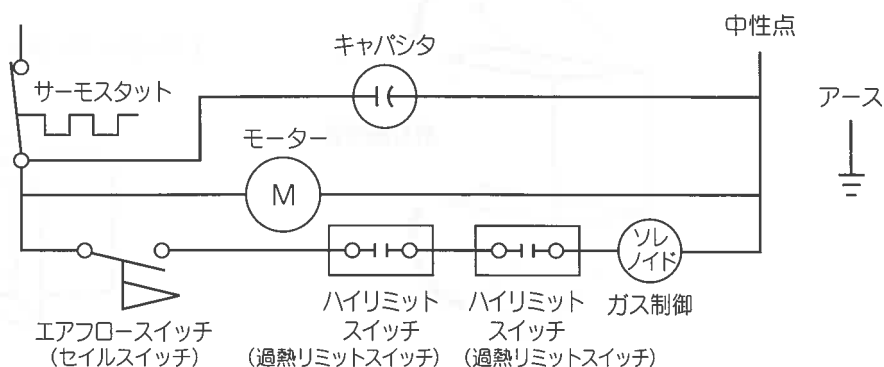 中性点
キャパシタ
サーモスタット
アース
モーター
M
ソレ
ノイド
ハイリミット
スイッチ
(過熱リミットスイッチ)
ハイリミット
スイッチ
(過熱リミットスイッチ)
ガス制御
エアフロースイッチ
(セイルスイッチ)